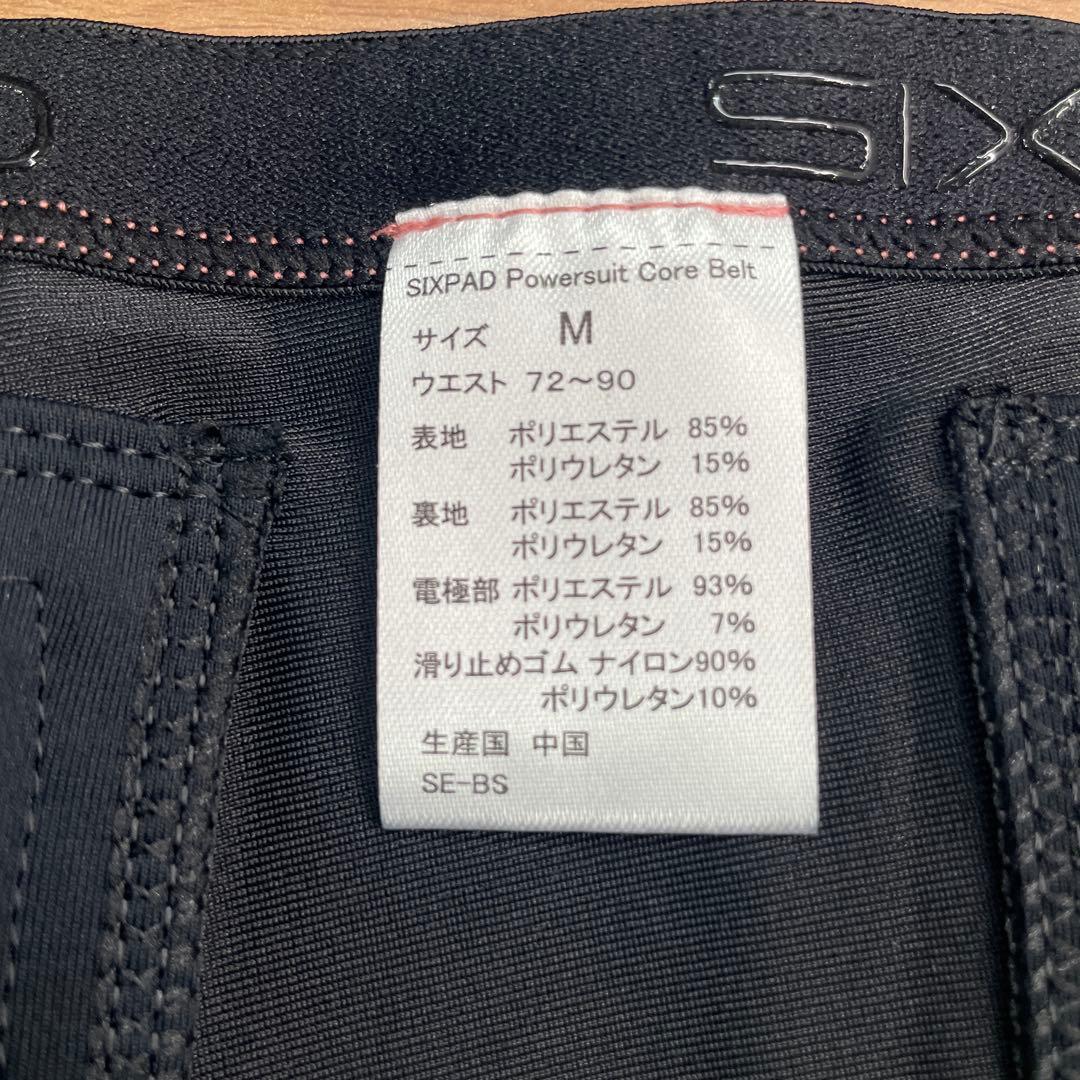 SIX
SIXPAD Powersuit Core Belt
サイズ M
ウエスト 72～90
表地 ポリエステル 85%
ポリウレタン 15%
裏地 ポリエステル 85%
ポリウレタン 15%
電極部 ポリエステル 93%
ポリウレタン 7%
滑り止めゴム ナイロン90%
ポリウレタン10%
生産国 中国
SE-BS